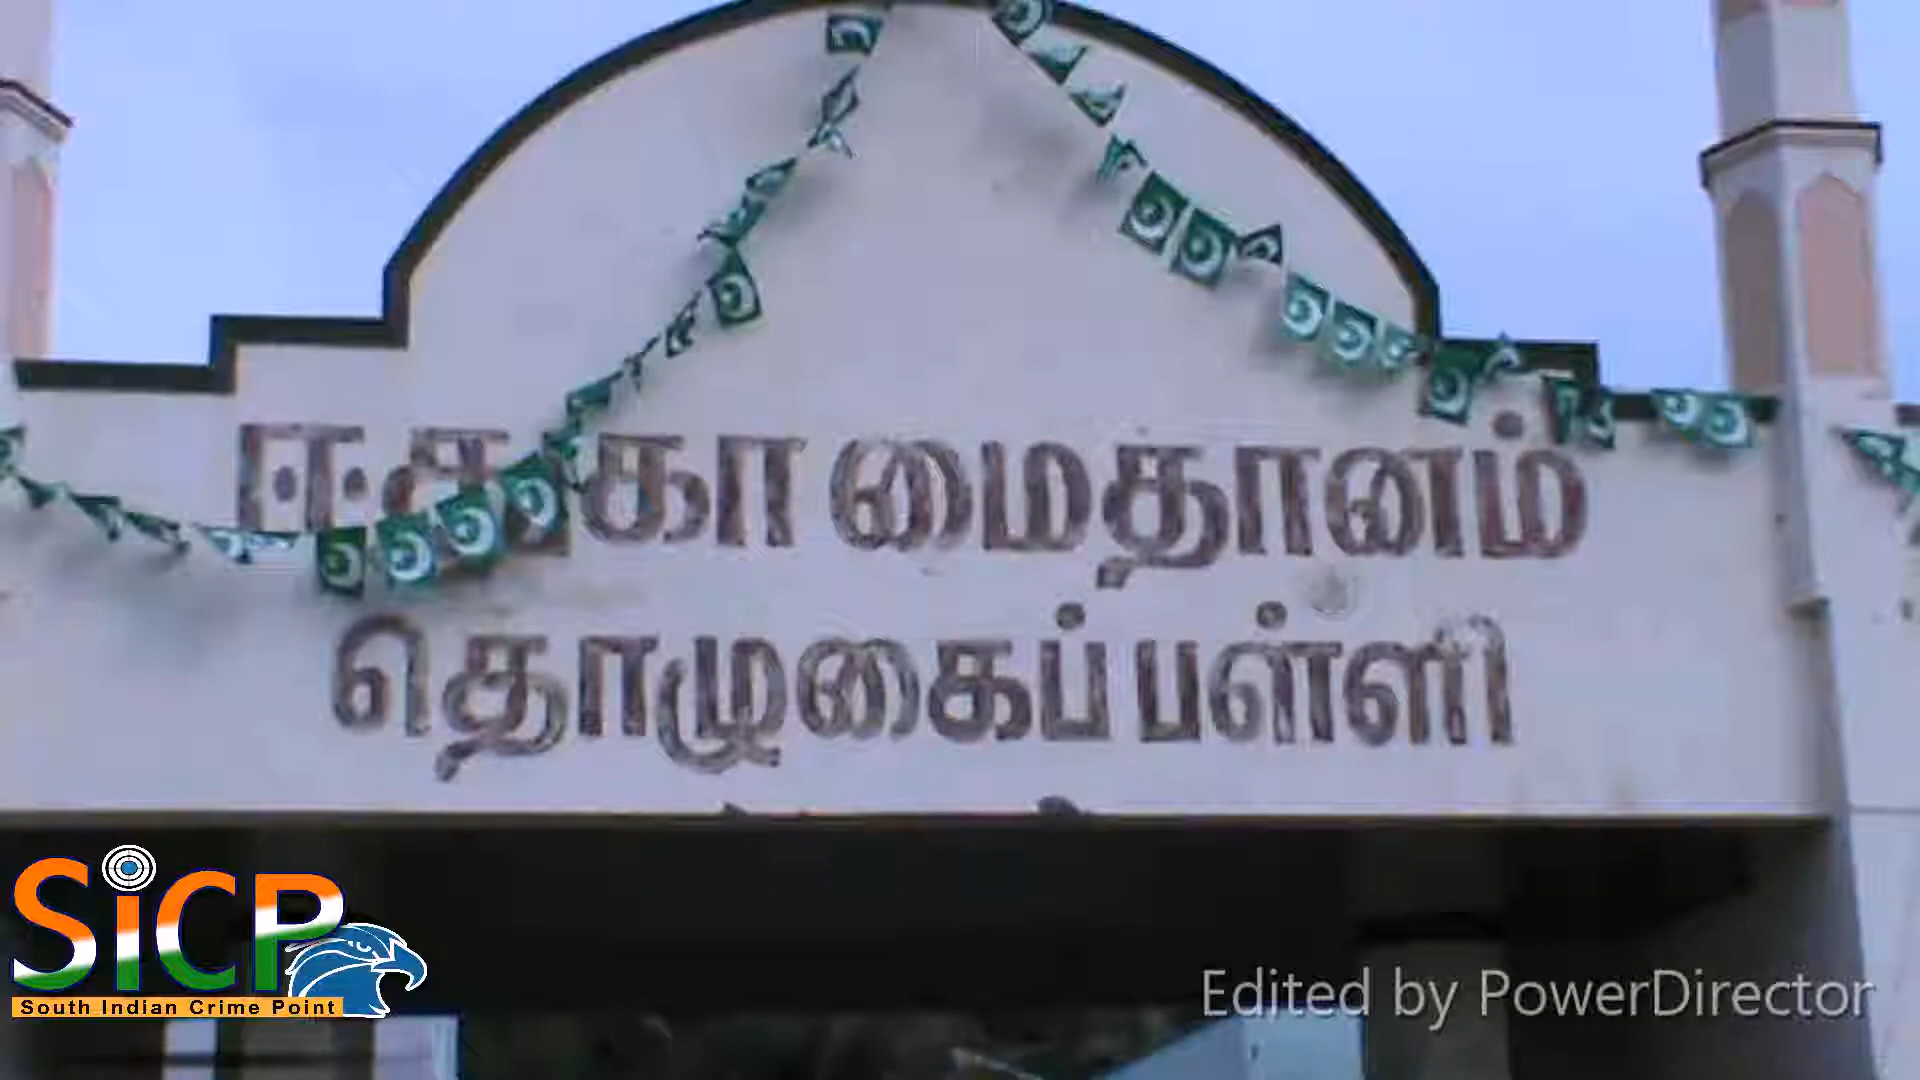 ஈத்கா மைதானம்
தொழுகைப் பள்ளி
SiCP
South Indian Crime Point
Edited by PowerDirector